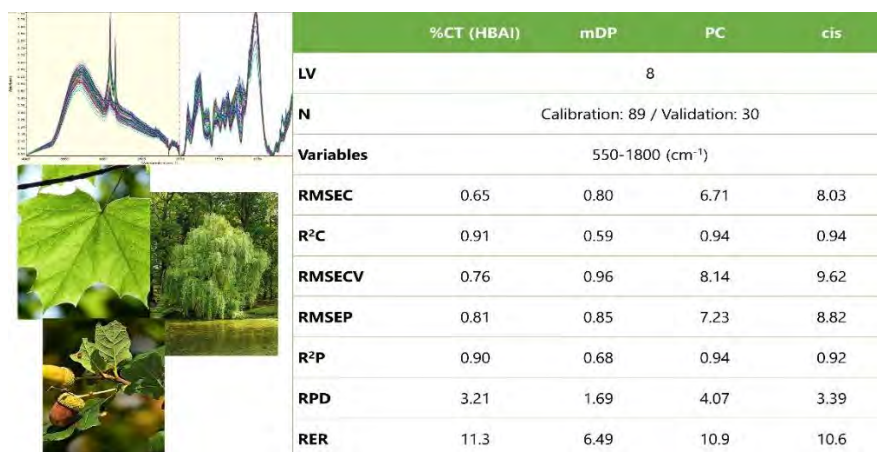 %CT (HBAI) mDP PC cis
LV 8
N Calibration: 89 / Validation: 30
Variables 550-1800 (cm⁻¹)
RMSEC 0.65 0.80 6.71 8.03
R²C 0.91 0.59 0.94 0.94
RMSECV 0.76 0.96 8.14 9.62
RMSEP 0.81 0.85 7.23 8.82
R²P 0.90 0.68 0.94 0.92
RPD 3.21 1.69 4.07 3.39
RER 11.3 6.49 10.9 10.6